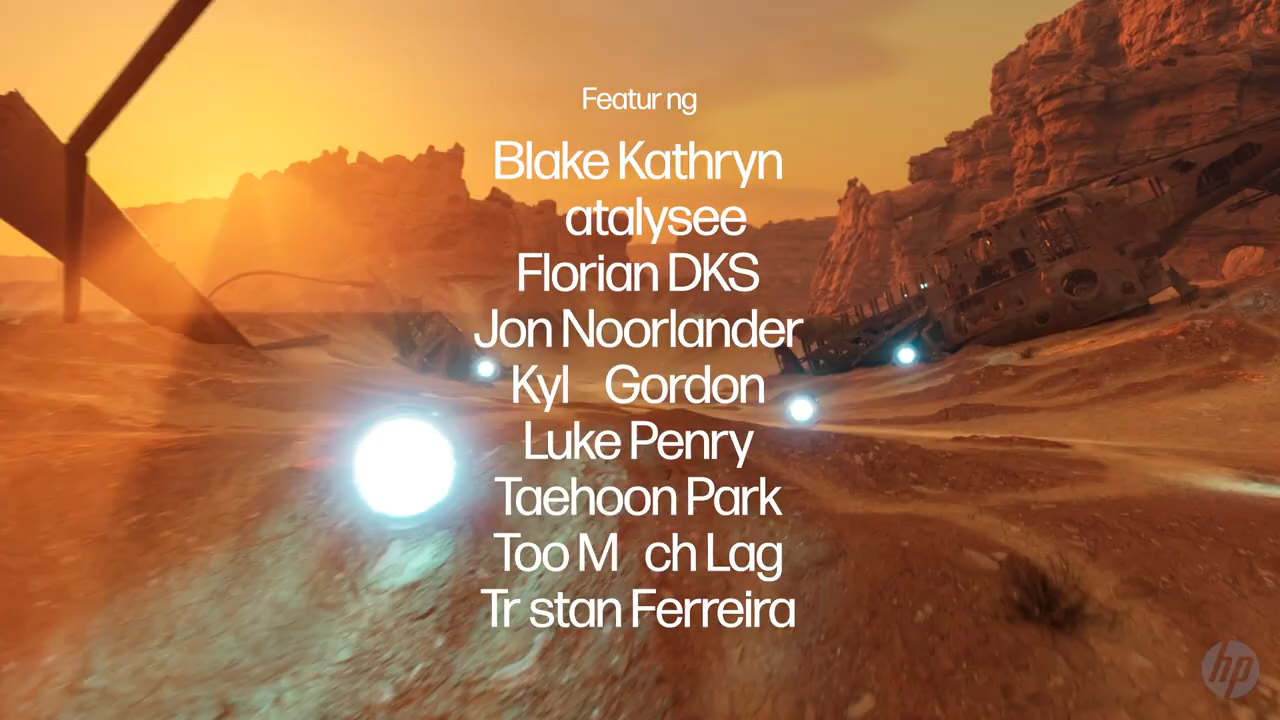 Featur ng
Blake Kathryn
atalysee
Florian DKS
Jon Noorlander
Kyl Gordon
Luke Penry
Taehoon Park
Too M ch Lag
Tr stan Ferreira
hp